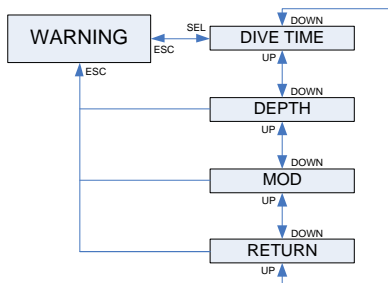 DOWN
SEL
WARNING
DIVE TIME
ESC
UP
ESC
DOWN
DEPTH
UP
DOWN
MOD
UP
DOWN
RETURN
UP